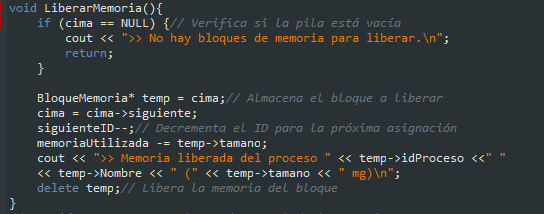 void LiberarMemoria(){
if (cima == NULL) {// Verifica si la pila está vacía
cout << ">> No hay bloques de memoria para liberar.\n";
return;
}
BloqueMemoria* temp = cima;// Almacena el bloque a liberar
cima = cima->siguiente;
siguienteID--;// Decrementa el ID para la próxima asignación
memoriaUtilizada -= temp->tamano;
cout << ">> Memoria liberada del proceso " << temp->idProceso <<" "
<< temp->Nombre << " (" << temp->tamano << " mg)\n";
delete temp;// Libera la memoria del bloque
}